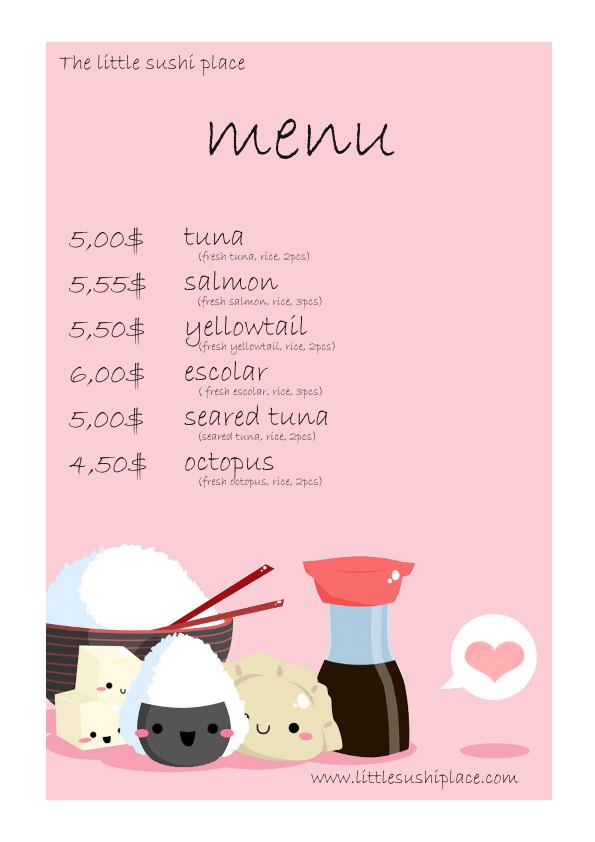 The little sushi place
menu
5,00$ tuna
(fresh tuna, rice, 2pcs)
5,55$ salmon
(fresh salmon, rice, 3pcs)
5,50$ yellowtail
(fresh yellowtail, rice, 2pcs)
6,00$ escolar
( fresh escolar, rice, 3pcs)
5,00$ seared tuna
(seared tuna, rice, 2pcs)
4,50$ octopus
(fresh octopus, rice, 2pcs)
www.littlesushiplace.com